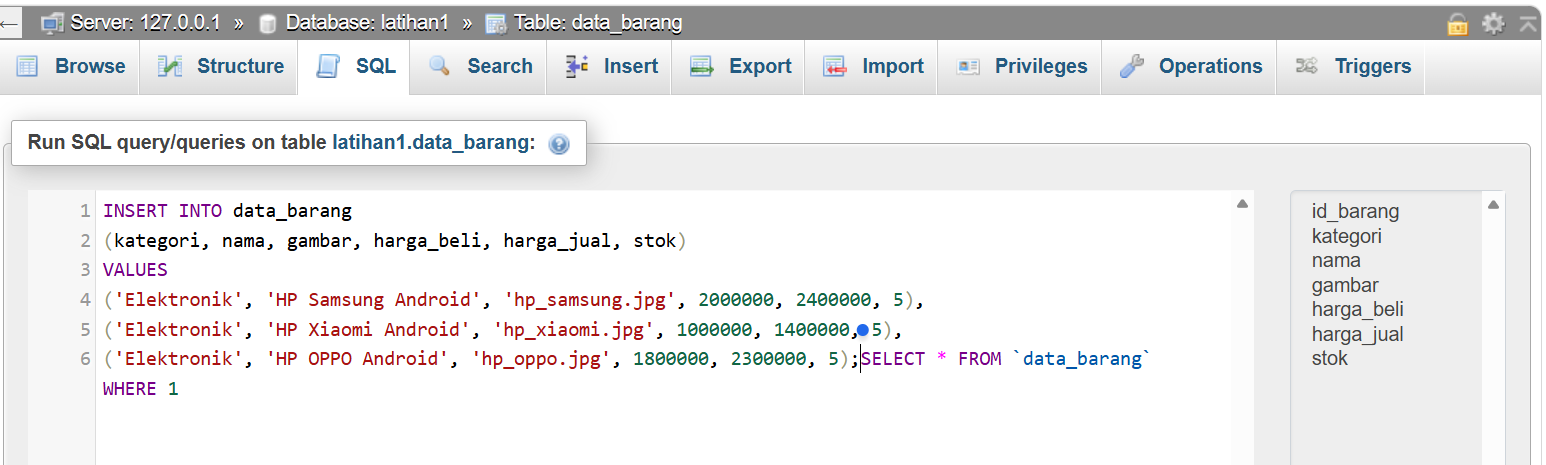 ← Server: 127.0.0.1 » Database: latihan1 » Table: data_barang
Browse Structure SQL Search Insert Export Import Privileges Operations Triggers
Run SQL query/queries on table latihan1.data_barang:
1 INSERT INTO data_barang
2 (kategori, nama, gambar, harga_beli, harga_jual, stok)
3 VALUES
4 ('Elektronik', 'HP Samsung Android', 'hp_samsung.jpg', 2000000, 2400000, 5),
5 ('Elektronik', 'HP Xiaomi Android', 'hp_xiaomi.jpg', 1000000, 1400000, 5),
6 ('Elektronik', 'HP OPPO Android', 'hp_oppo.jpg', 1800000, 2300000, 5);SELECT * FROM `data_barang`
WHERE 1
id_barang
kategori
nama
gambar
harga_beli
harga_jual
stok